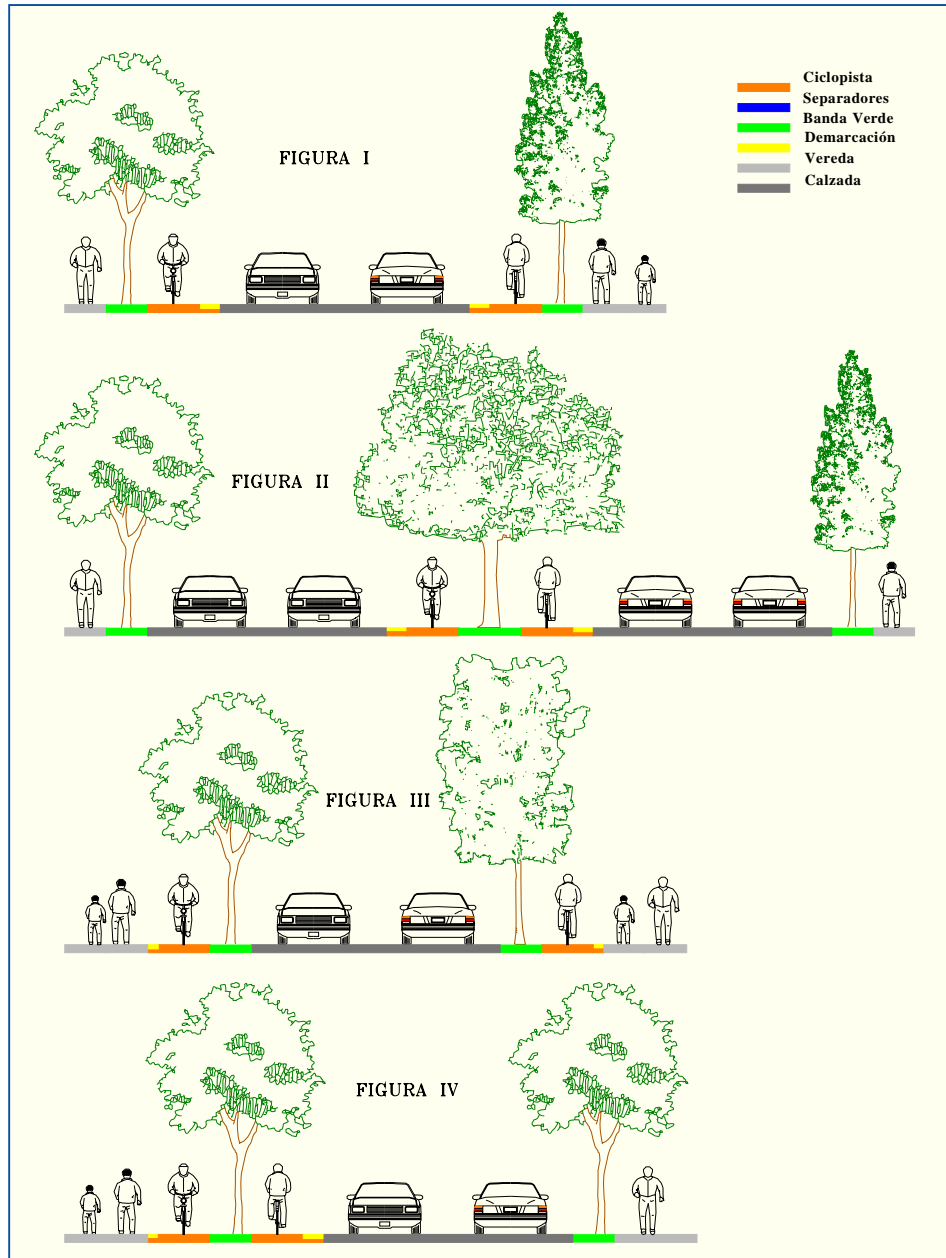 Ciclopista
Separadores
Banda Verde
Demarcación
Vereda
Calzada
FIGURA I
FIGURA II
FIGURA III
FIGURA IV